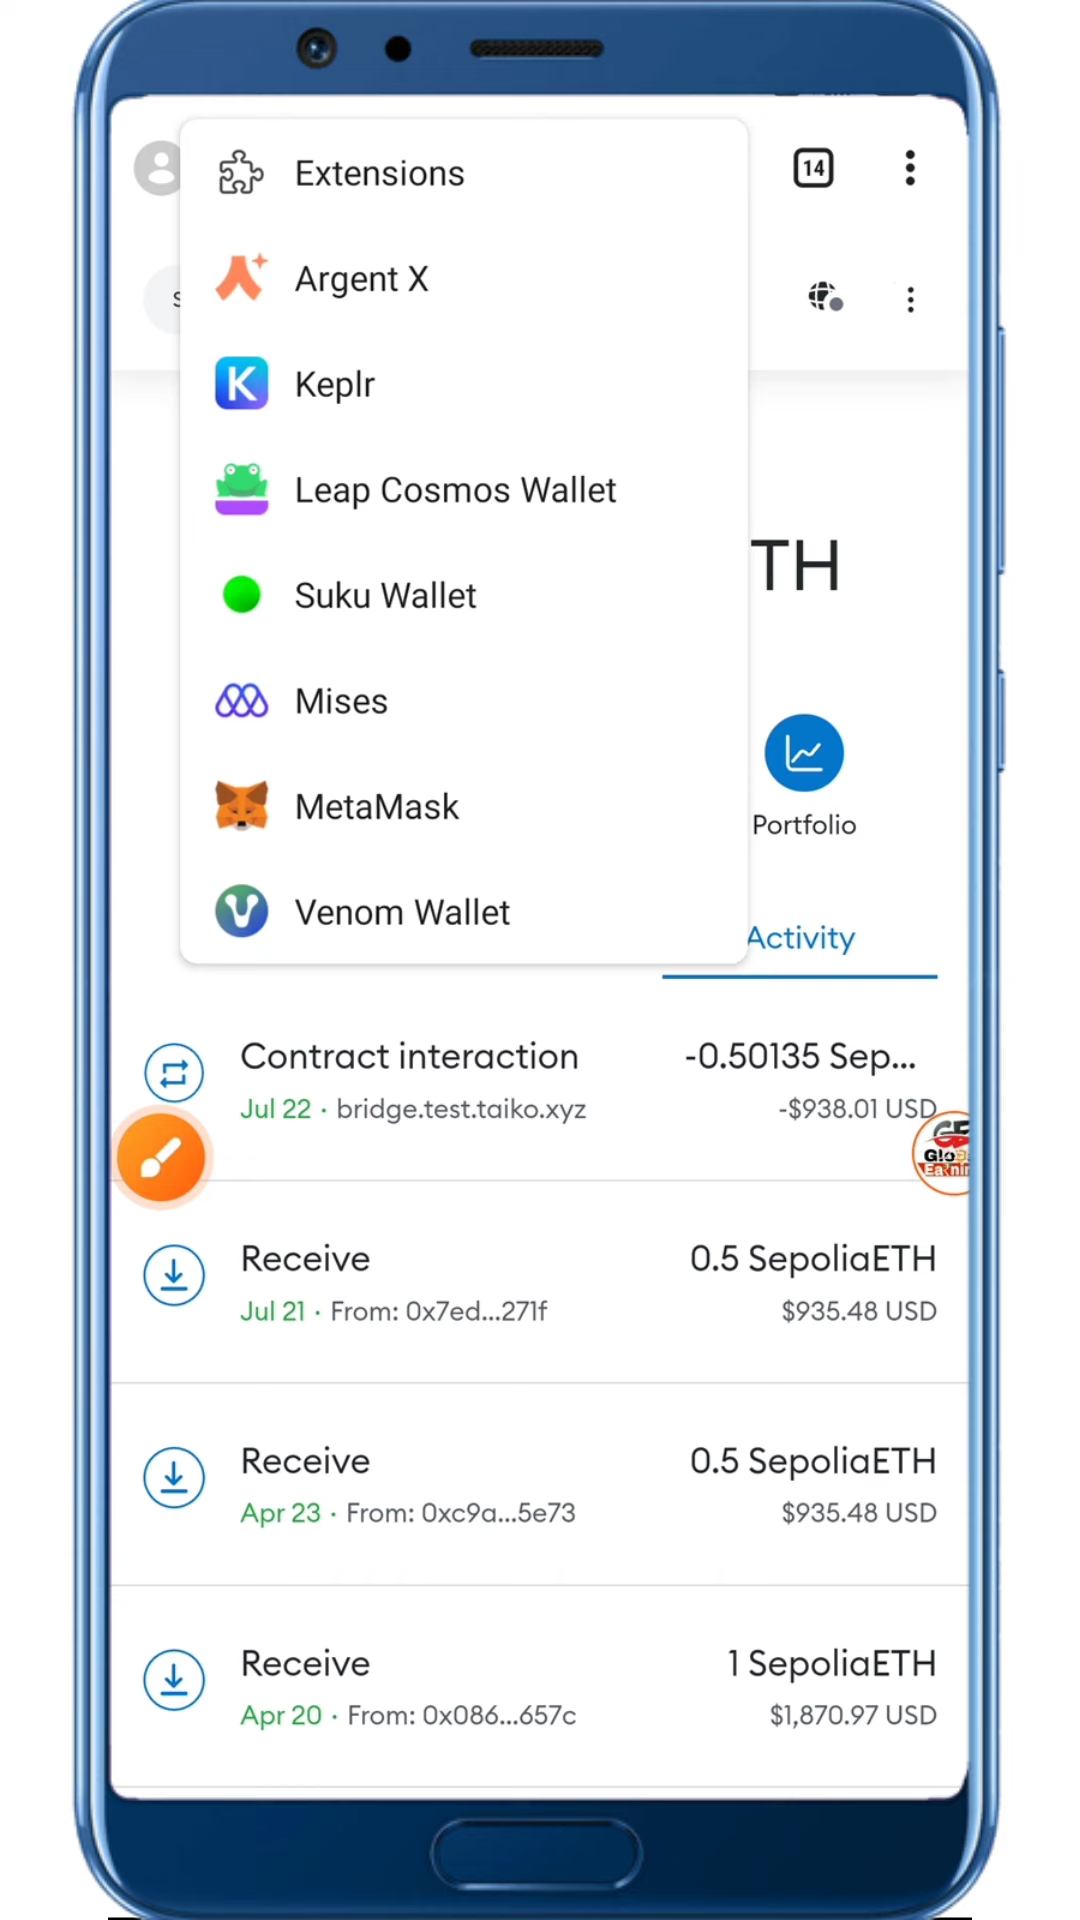 Extensions
14
Argent X
S
Keplr
Leap Cosmos Wallet
TH
Suku Wallet
Mises
MetaMask
Portfolio
Venom Wallet
Activity
Contract interaction
-0.50135 Sep...
Jul 22 · bridge.test.taiko.xyz
-$938.01 USD
Receive
0.5 SepoliaETH
Jul 21 · From: 0x7ed...271f
$935.48 USD
Receive
0.5 SepoliaETH
Apr 23 · From: 0xc9a...5e73
$935.48 USD
Receive
1 SepoliaETH
Apr 20 · From: 0x086...657c
$1,870.97 USD